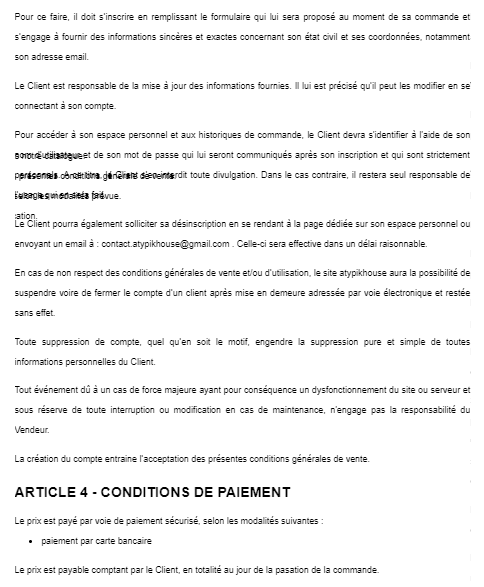 Pour ce faire, il doit s'inscrire en remplissant le formulaire qui lui sera proposé au moment de sa commande et
s'engage à fournir des informations sincères et exactes concernant son état civil et ses coordonnées, notamment
son adresse email.
Le Client est responsable de la mise à jour des informations fournies. Il lui est précisé qu'il peut les modifier en se
connectant à son compte.
Pour accéder à son espace personnel et aux historiques de commande, le Client devra s'identifier à l'aide de son
nom d'utilisateur et de son mot de passe qui lui seront communiqués après son inscription et qui sont strictement
personnels. A ce titre, le Client s'en interdit toute divulgation. Dans le cas contraire, il restera seul responsable de
l'usage qui en sera fait.
ation.
Le Client pourra également solliciter sa désinscription en se rendant à la page dédiée sur son espace personnel ou
envoyant un email à : contact.atypikhouse@gmail.com . Celle-ci sera effective dans un délai raisonnable.
En cas de non respect des conditions générales de vente et/ou d'utilisation, le site atypikhouse aura la possibilité de
suspendre voire de fermer le compte d'un client après mise en demeure adressée par voie électronique et restée
sans effet.
Toute suppression de compte, quel qu'en soit le motif, engendre la suppression pure et simple de toutes
informations personnelles du Client.
Tout événement dû à un cas de force majeure ayant pour conséquence un dysfonctionnement du site ou serveur et
sous réserve de toute interruption ou modification en cas de maintenance, n'engage pas la responsabilité du
Vendeur.
La création du compte entraine l'acceptation des présentes conditions générales de vente.
ARTICLE 4 - CONDITIONS DE PAIEMENT
Le prix est payé par voie de paiement sécurisé, selon les modalités suivantes :
• paiement par carte bancaire
Le prix est payable comptant par le Client, en totalité au jour de la pasation de la commande.